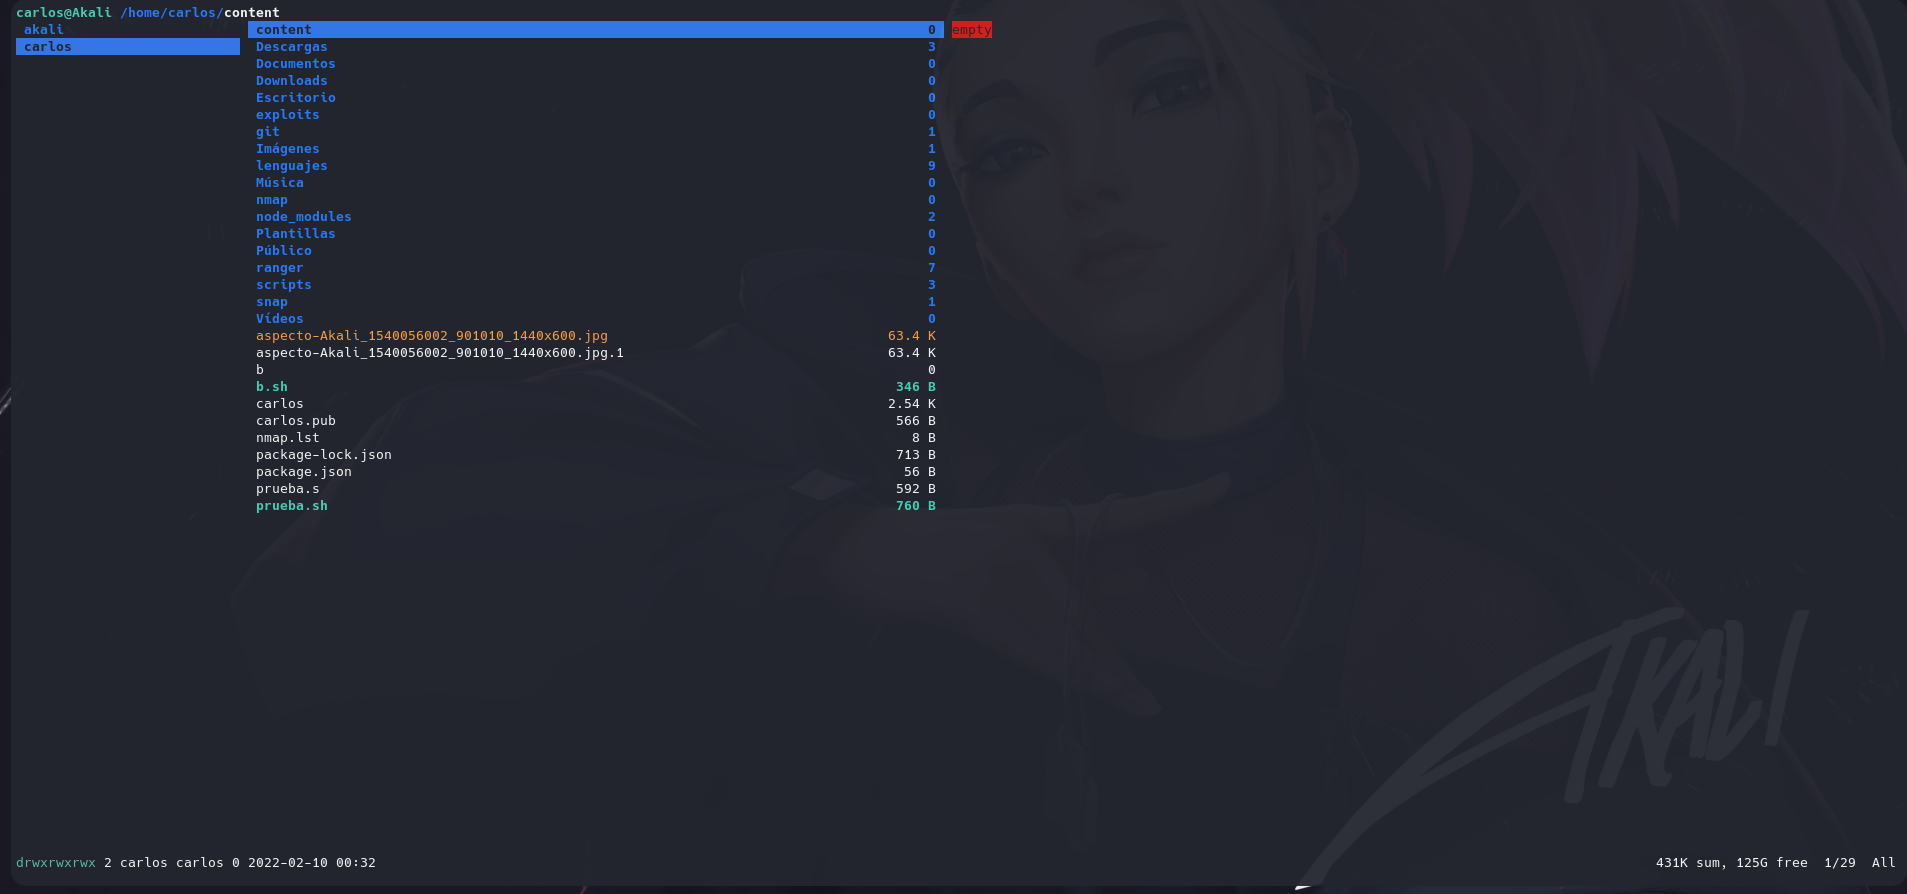 carlos@Akali /home/carlos/content
akali content 0 empty
carlos Descargas 3
Documentos 0
Downloads 0
Escritorio 0
exploits 0
git 1
Imágenes 1
lenguajes 9
Música 0
nmap 0
node_modules 2
Plantillas 0
Público 0
ranger 7
scripts 3
snap 1
Vídeos 0
aspecto-Akali_1540056002_901010_1440x600.jpg 63.4 K
aspecto-Akali_1540056002_901010_1440x600.jpg.1 63.4 K
b 0
b.sh 346 B
carlos 2.54 K
carlos.pub 566 B
nmap.lst 8 B
package-lock.json 713 B
package.json 56 B
prueba.s 592 B
prueba.sh 760 B
AKALI
drwxrwxrwx 2 carlos carlos 0 2022-02-10 00:32 431K sum, 125G free 1/29 All